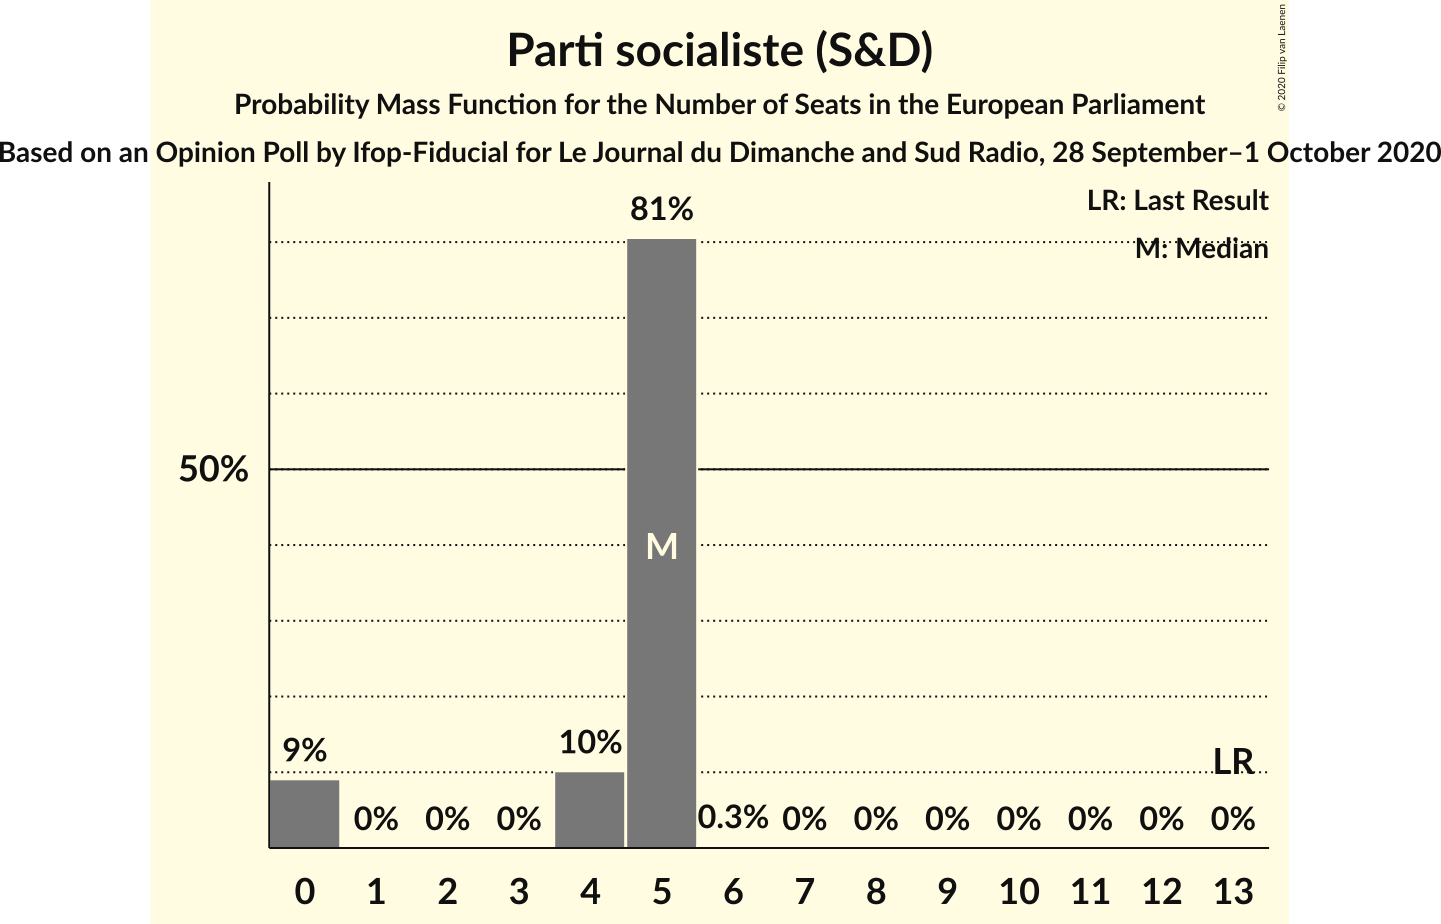 Parti socialiste (S&D)
© 2020 Filip van Laenen
Probability Mass Function for the Number of Seats in the European Parliament
Based on an Opinion Poll by Ifop-Fiducial for Le Journal du Dimanche and Sud Radio, 28 September–1 October 2020
LR: Last Result
M: Median
81%
50%
M
9%
10%
LR
0% 0% 0% 0.3% 0% 0% 0% 0% 0% 0% 0%
0 1 2 3 4 5 6 7 8 9 10 11 12 13